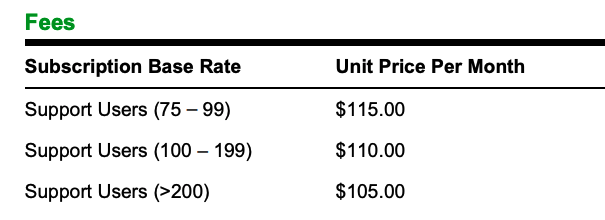 Fees
Subscription Base Rate Unit Price Per Month
Support Users (75 – 99) $115.00
Support Users (100 – 199) $110.00
Support Users (>200) $105.00